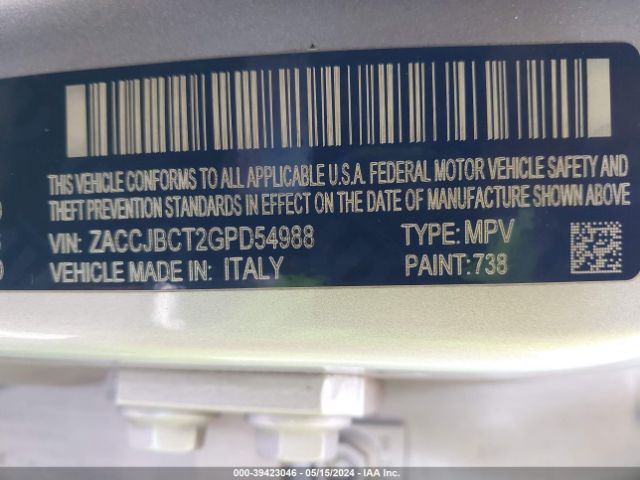 THIS VEHICLE CONFORMS TO ALL APPLICABLE U.S.A. FEDERAL MOTOR VEHICLE SAFETY AND
THEFT PREVENTION STANDARDS IN EFFECT ON THE DATE OF MANUFACTURE SHOWN ABOVE
VIN: ZACCJBCT2GPD54988 TYPE: MPV
VEHICLE MADE IN: ITALY PAINT: 738
000-39423046 - 05/15/2024 - IAA Inc.